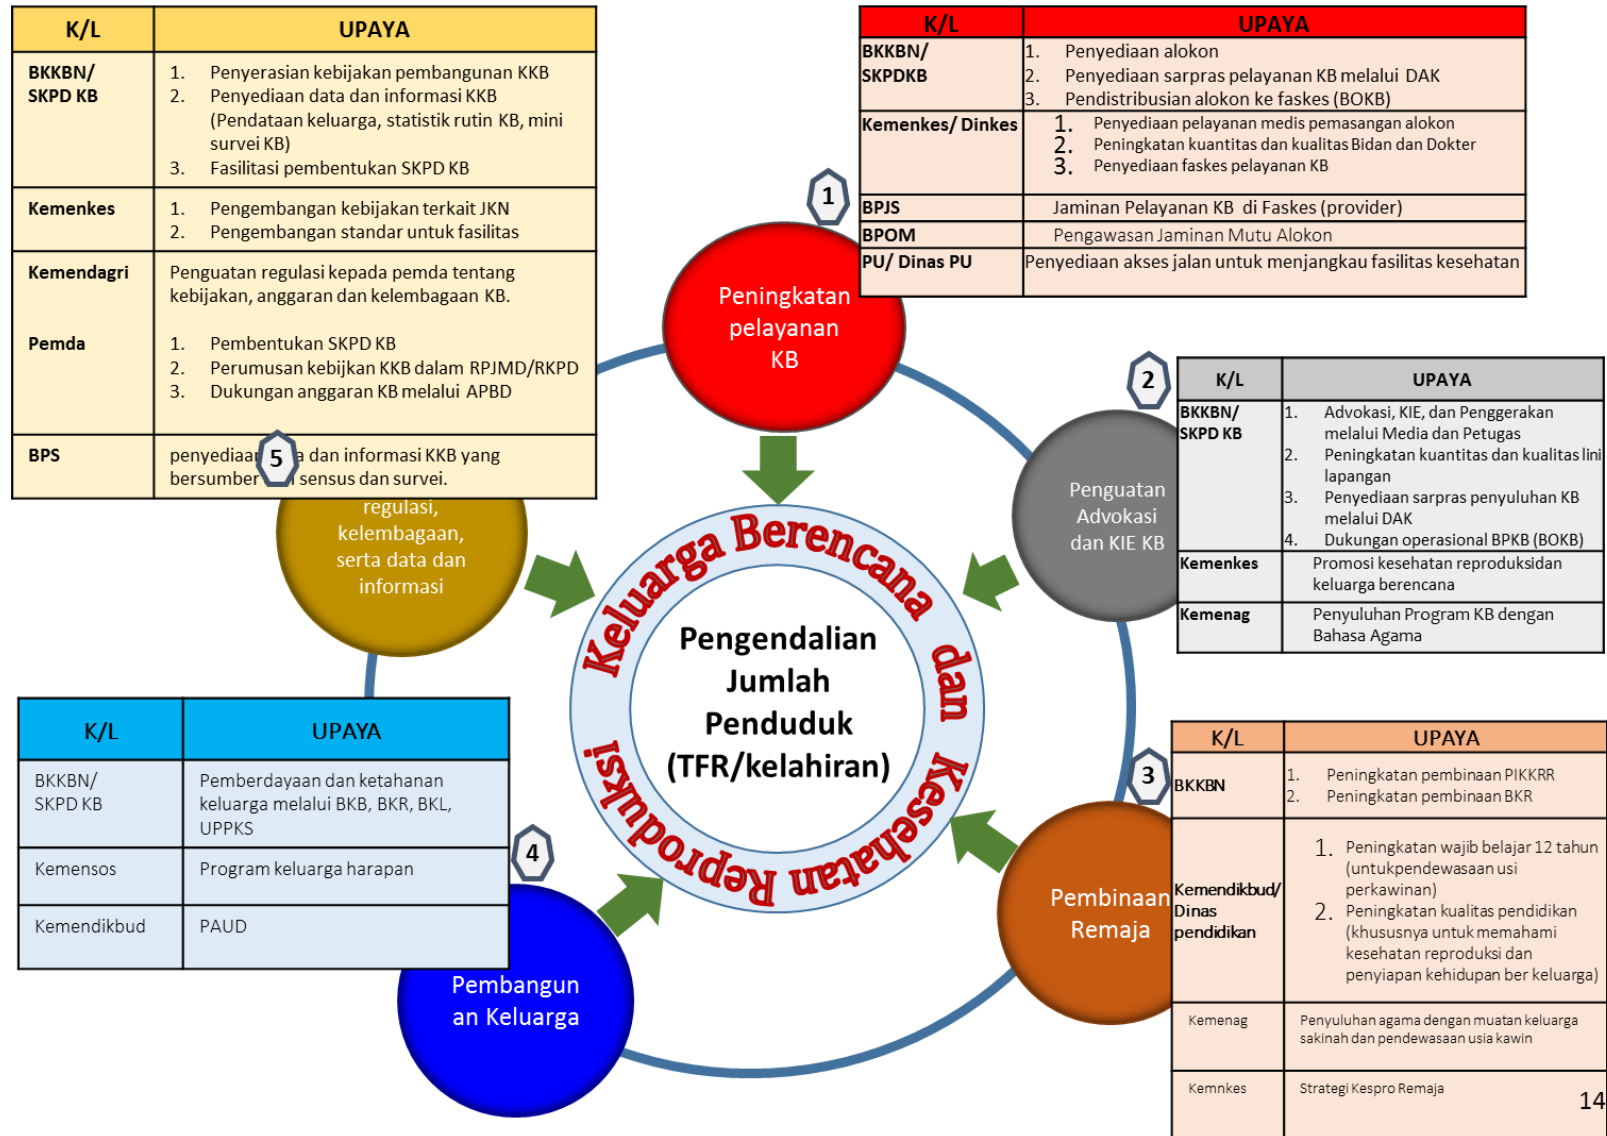 K/L UPAYA
BKKBN/ SKPD KB
1. Penyerasian kebijakan pembangunan KKB
2. Penyediaan data dan informasi KKB
(Pendataan keluarga, statistik rutin KB, mini
survei KB)
3. Fasilitasi pembentukan SKPD KB
Kemenkes
1. Pengembangan kebijakan terkait JKN
2. Pengembangan standar untuk fasilitas
Kemendagri
Penguatan regulasi kepada pemda tentang
kebijakan, anggaran dan kelembagaan KB.
Pemda
1. Pembentukan SKPD KB
2. Perumusan kebijkan KKB dalam RPJMD/RKPD
3. Dukungan anggaran KB melalui APBD
BPS
penyediaan dan informasi KKB yang
bersumber sensus dan survei.
5
regulasi,
kelembagaan,
serta data dan
informasi
K/L UPAYA
BKKBN/
SKPDKB
1. Penyediaan alokon
2. Penyediaan sarpras pelayanan KB melalui DAK
3. Pendistribusian alokon ke faskes (BOKB)
Kemenkes/ Dinkes
1. Penyediaan pelayanan medis pemasangan alokon
2. Peningkatan kuantitas dan kualitas Bidan dan Dokter
3. Penyediaan faskes pelayanan KB
BPJS Jaminan Pelayanan KB di Faskes (provider)
BPOM Pengawasan Jaminan Mutu Alokon
PU/ Dinas PU Penyediaan akses jalan untuk menjangkau fasilitas kesehatan
1
Peningkatan
pelayanan
KB
2
Penguatan
Advokasi
dan KIE KB
K/L UPAYA
BKKBN/
SKPD KB
1. Advokasi, KIE, dan Penggerakan
melalui Media dan Petugas
2. Peningkatan kuantitas dan kualitas lini
lapangan
3. Penyediaan sarpras penyuluhan KB
melalui DAK
4. Dukungan operasional BPKB (BOKB)
Kemenkes
Promosi kesehatan reproduksidan
keluarga berencana
Kemenag
Penyuluhan Program KB dengan
Bahasa Agama
Keluarga Berencana dan Kesehatan Reproduksi
Pengendalian
Jumlah
Penduduk
(TFR/kelahiran)
3
Pembinaan
Remaja
K/L UPAYA
BKKBN
1. Peningkatan pembinaan PIKKRR
2. Peningkatan pembinaan BKR
Kemendikbud/
Dinas
pendidikan
1. Peningkatan wajib belajar 12 tahun
(untukpendewasaan usi
perkawinan)
2. Peningkatan kualitas pendidikan
(khususnya untuk memahami
kesehatan reproduksi dan
penyiapan kehidupan ber keluarga)
Kemenag
Penyuluhan agama dengan muatan keluarga
sakinah dan pendewasaan usia kawin
Kemnkes Strategi Kespro Remaja
K/L UPAYA
BKKBN/
SKPD KB
Pemberdayaan dan ketahanan
keluarga melalui BKB, BKR, BKL,
UPPKS
Kemensos Program keluarga harapan
Kemendikbud PAUD
4
Pembangun
an Keluarga
14